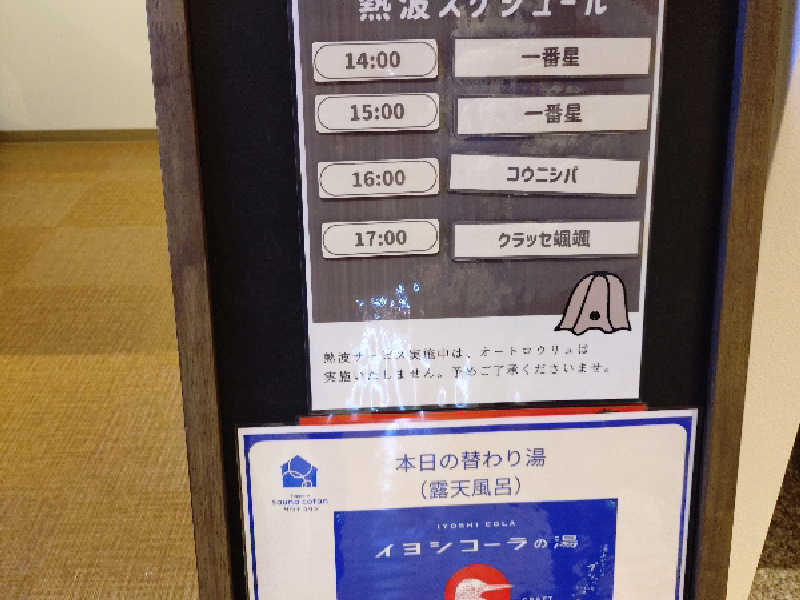 熱波スケジュール
14:00 一番星
15:00 一番星
16:00 コウニシパ
17:00 クラッセ颯颯
熱波サービス実施中は、オートロウリュは
実施いたしません。予めご了承くださいませ。
本日の替わり湯
(露天風呂)
sauna cotan
IYOSHI COLA
イヨシコーラの湯
CRAFT